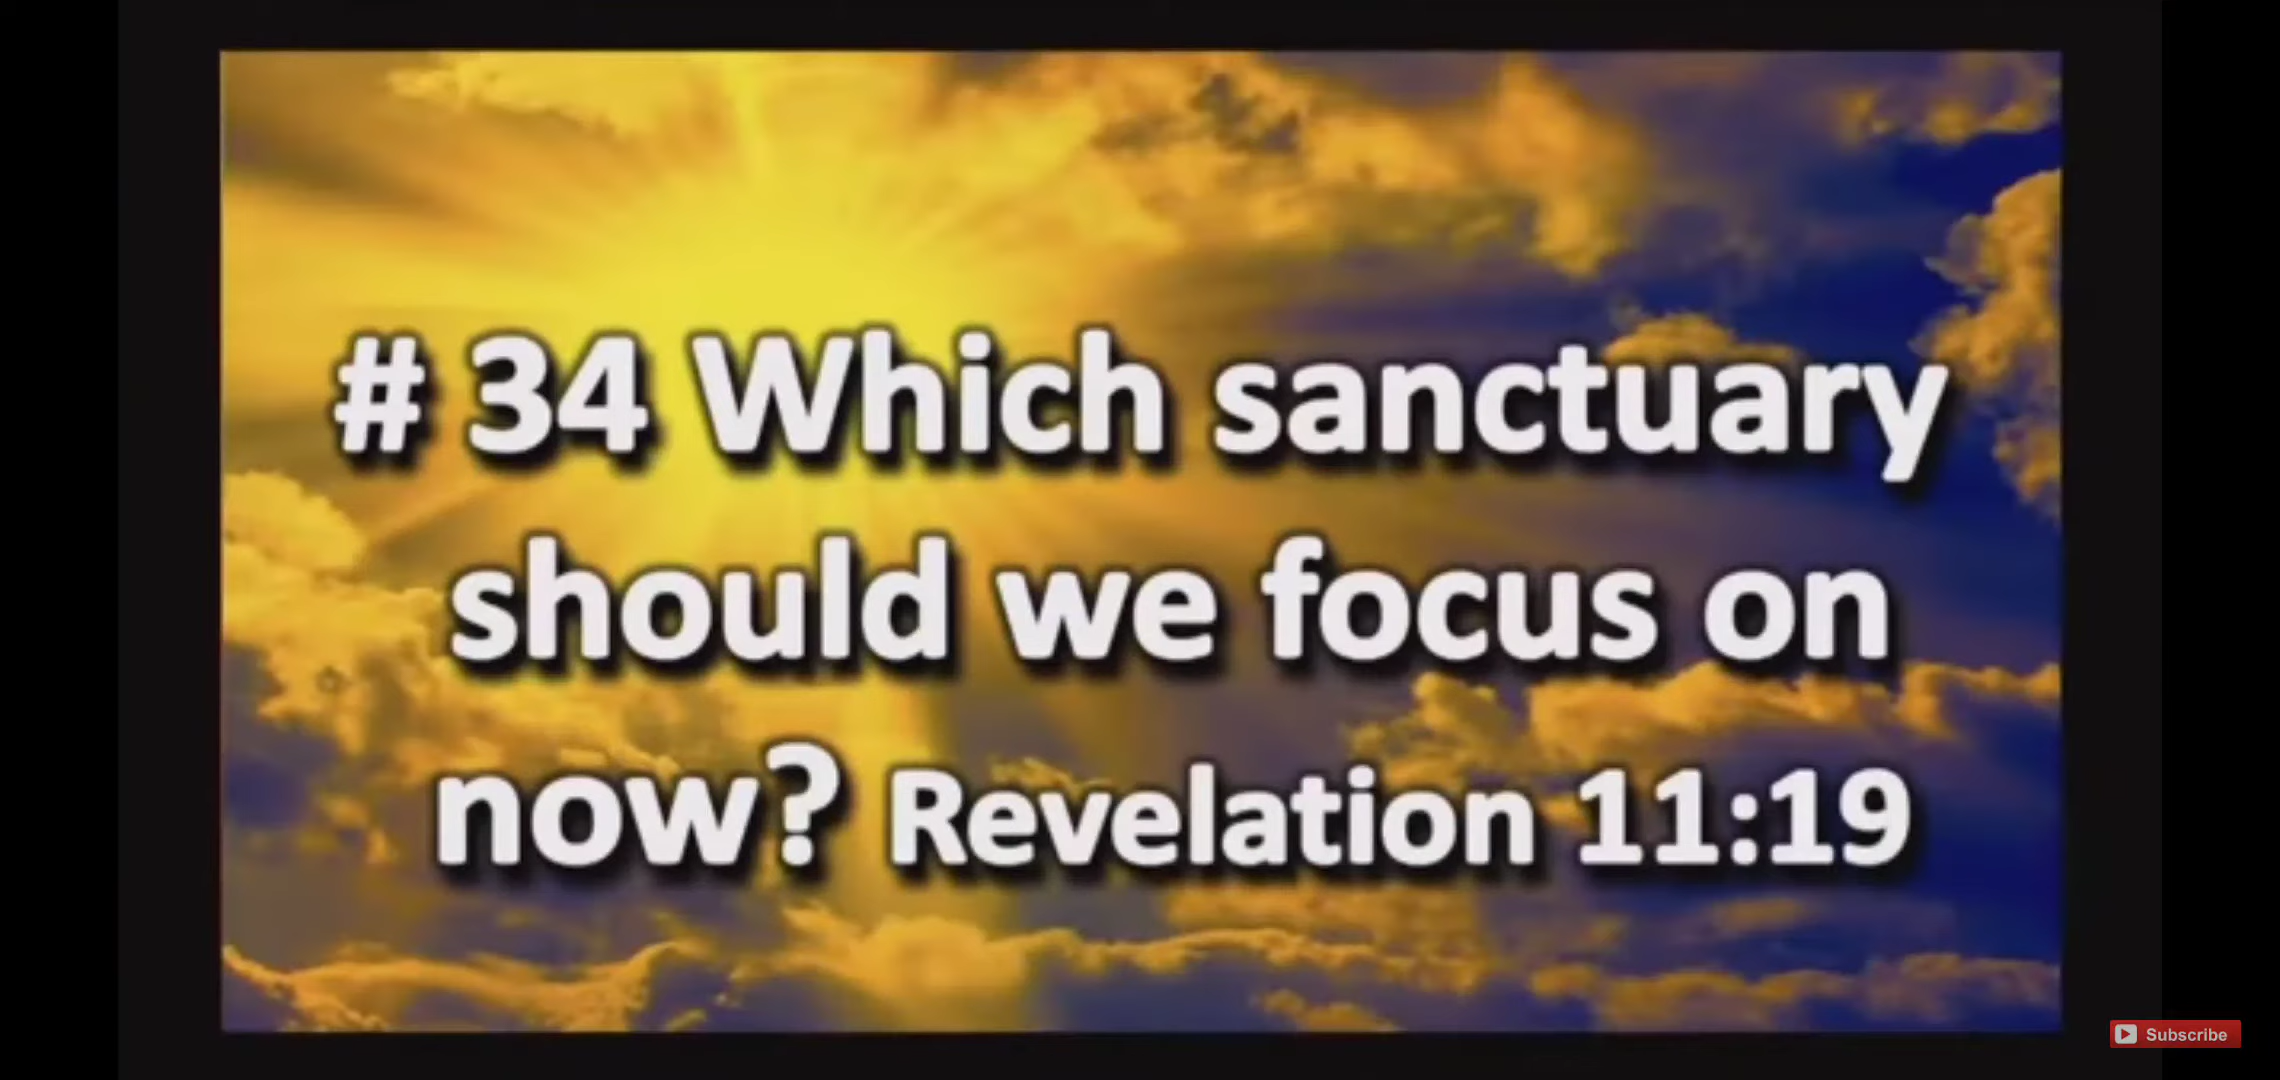 # 34 Which sanctuary
should we focus on
now? Revelation 11:19
Subscribe